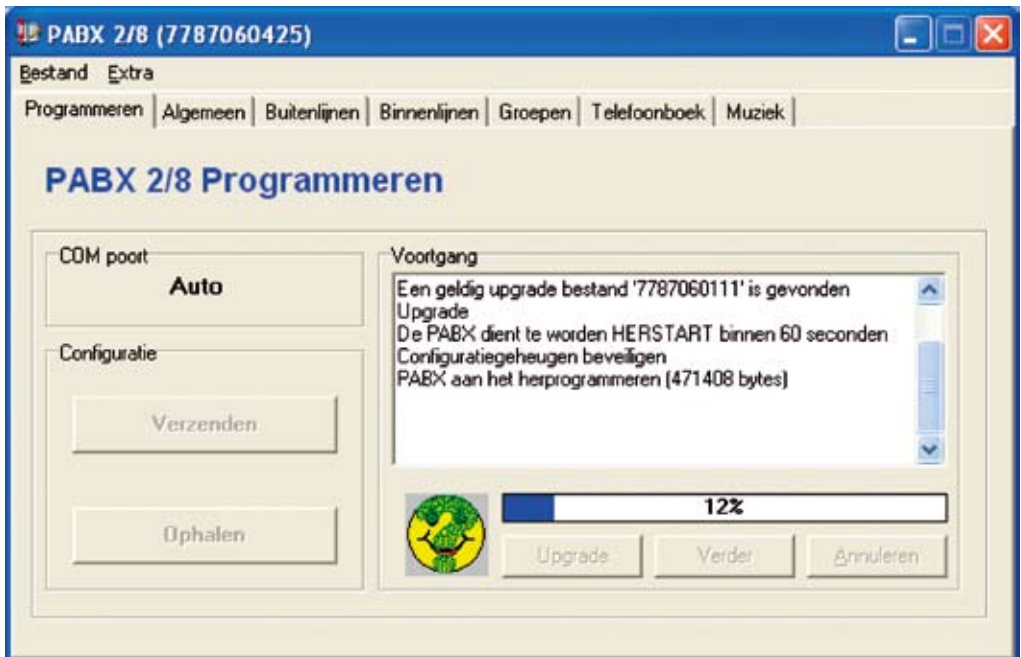 PABX 2/8 (7787060425)
Bestand Extra
Programmeren Algemeen Buitenlijnen Binnenlijnen Groepen Telefoonboek Muziek
PABX 2/8 Programmeren
COM poort
Auto
Configuratie
Verzenden
Ophalen
Voortgang
Een geldig upgrade bestand '7787060111' is gevonden
Upgrade
De PABX dient te worden HERSTART binnen 60 seconden
Configuratiegeheugen beveiligen
PABX aan het herprogrammeren (471408 bytes)
12%
Upgrade Verder Annuleren